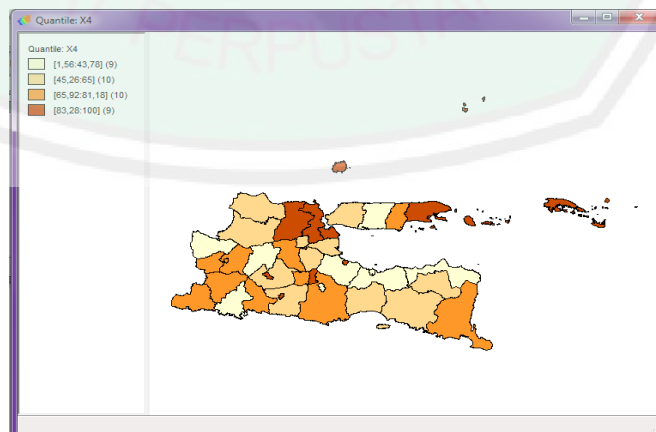 Quantile: X4
PERPUSTA
Quantile: X4
[1,56:43,78] (9)
[45,26:65] (10)
[65,92:81,18] (10)
[83,28:100] (9)